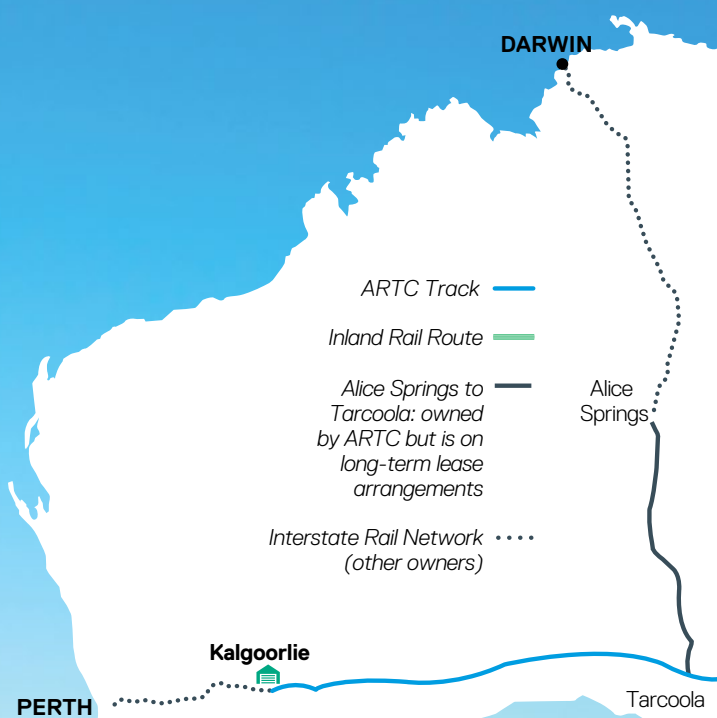 DARWIN
ARTC Track
Inland Rail Route
Alice Springs to
Tarcoola: owned
by ARTC but is on
long-term lease
arrangements
Alice
Springs
Interstate Rail Network
(other owners)
Kalgoorlie
PERTH
Tarcoola